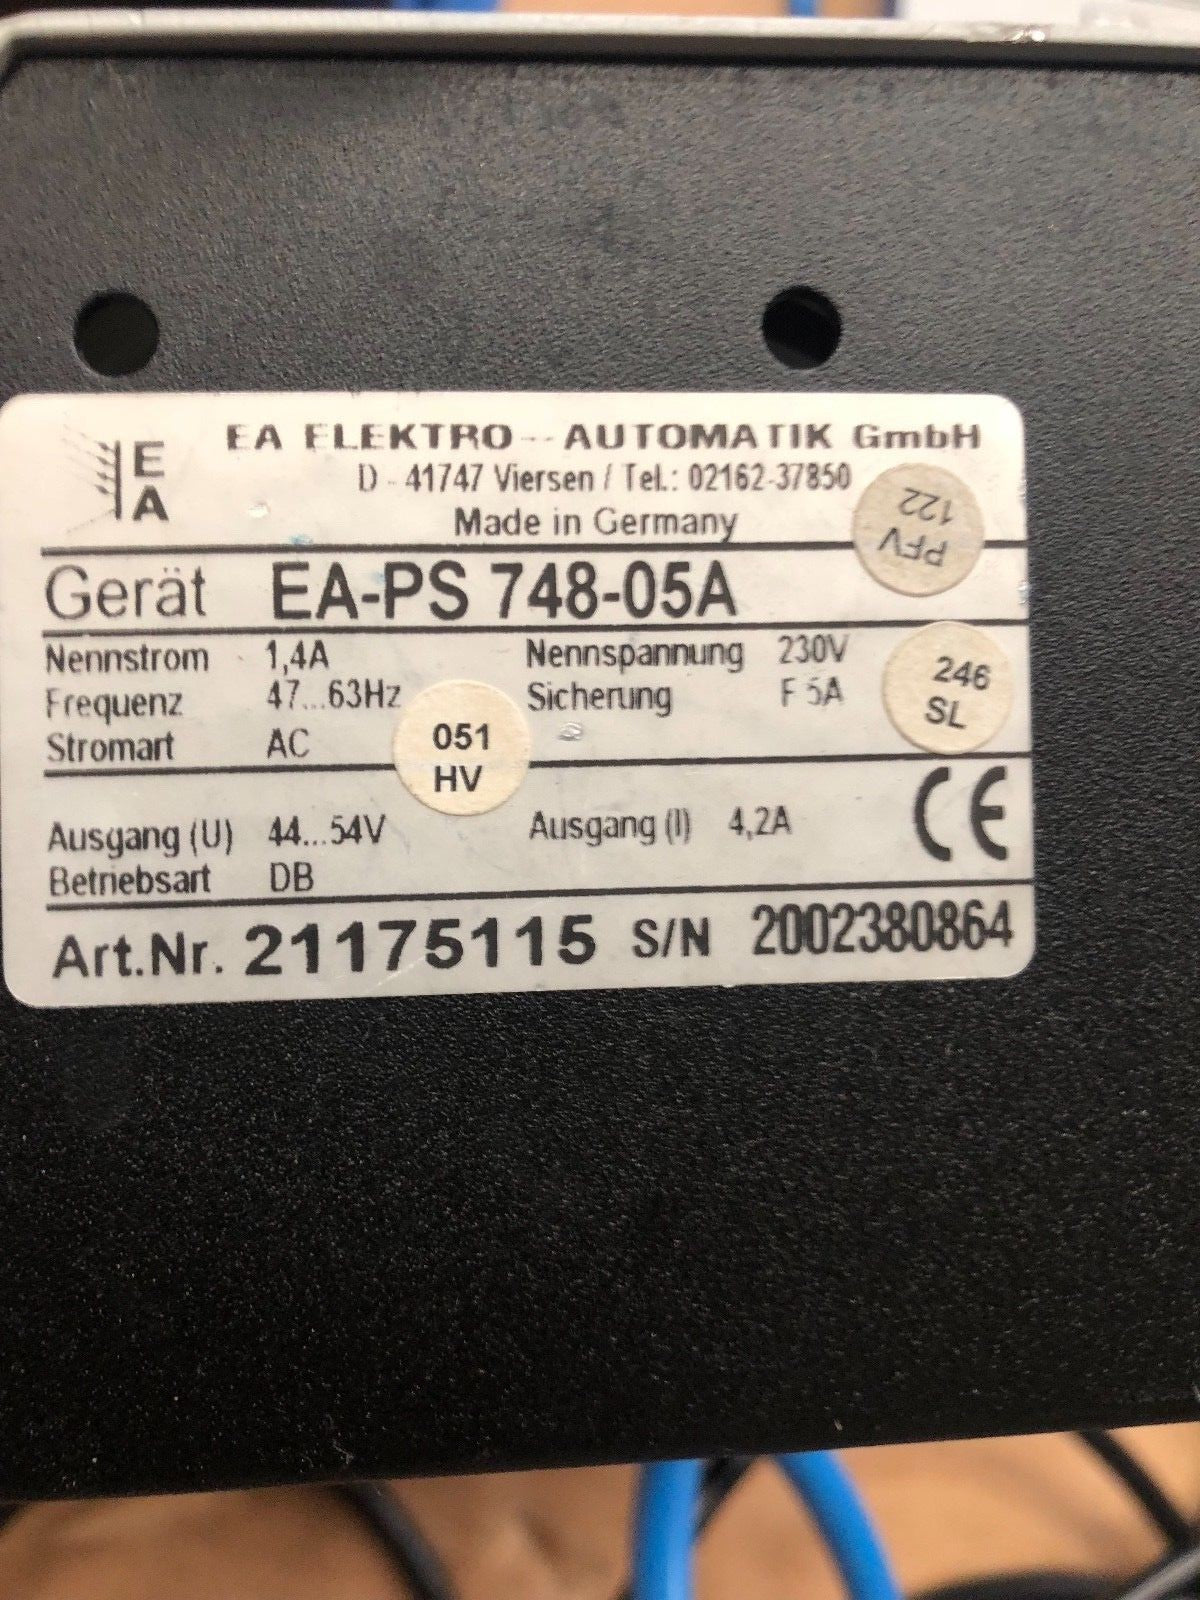 EA
EA ELEKTRO--AUTOMATIK GmbH
D - 41747 Viersen / Tel.: 02162-37850
Made in Germany
PFV
122
Gerät EA-PS 748-05A
Nennstrom 1,4A Nennspannung 230V
Frequenz 47...63Hz Sicherung F 5A
Stromart AC
246
SL
051
HV
Ausgang (U) 44...54V Ausgang (I) 4,2A
CE
Betriebsart DB
Art.Nr. 21175115 S/N 2002380864